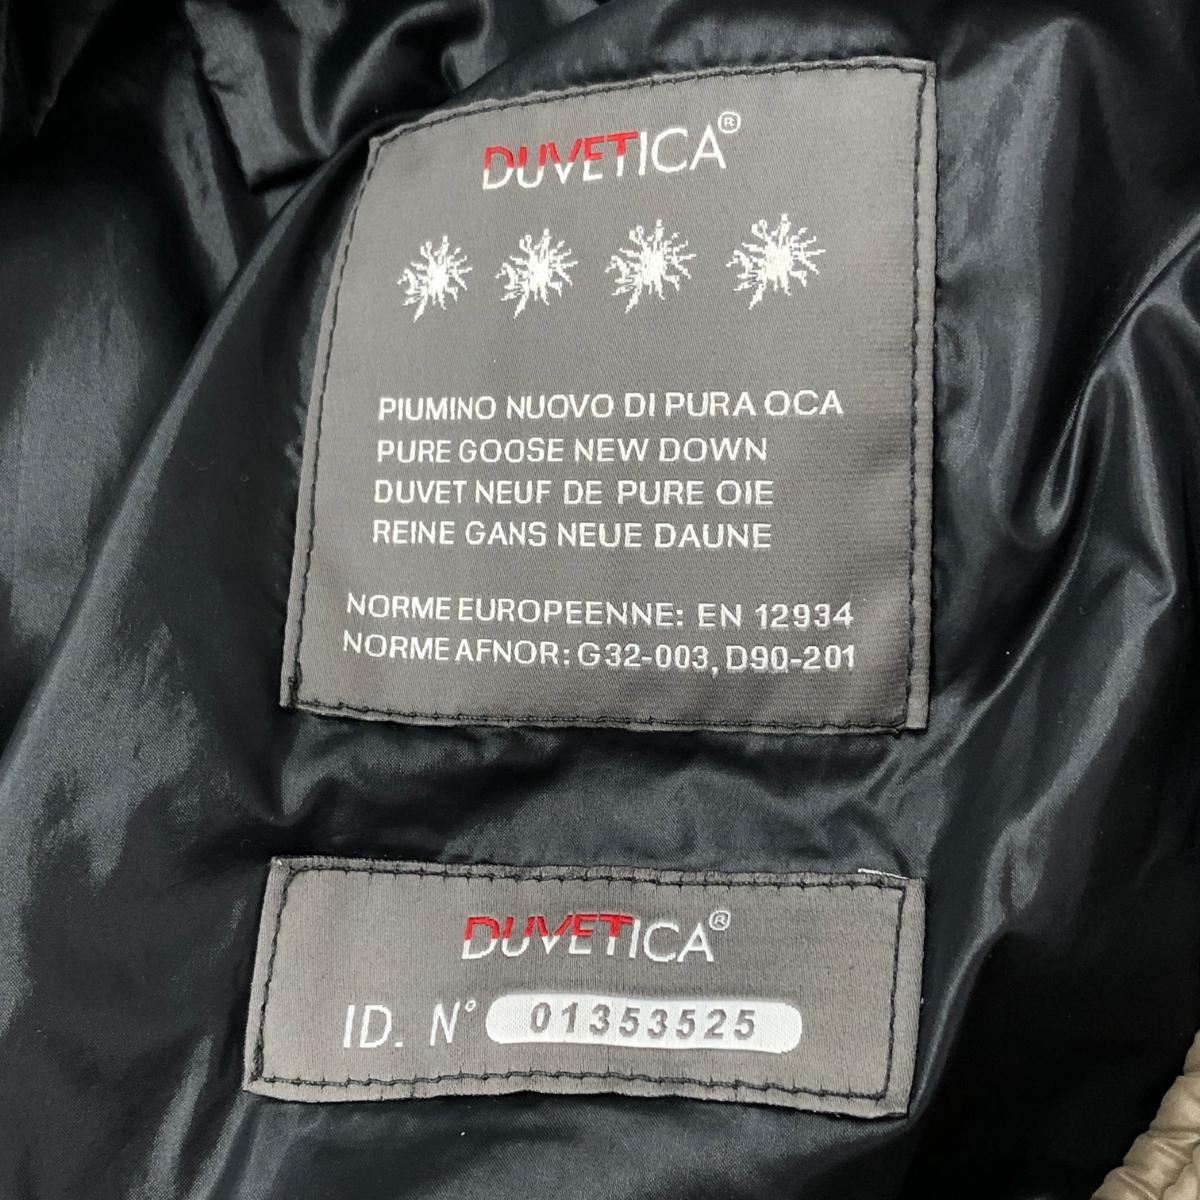 DUVETICA®
PIUMINO NUOVO DI PURA OCA
PURE GOOSE NEW DOWN
DUVET NEUF DE PURE OIE
REINE GANS NEUE DAUNE
NORME EUROPEENNE: EN 12934
NORME AFNOR: G32-003, D90-201
DUVETICA®
ID. N° 01353525